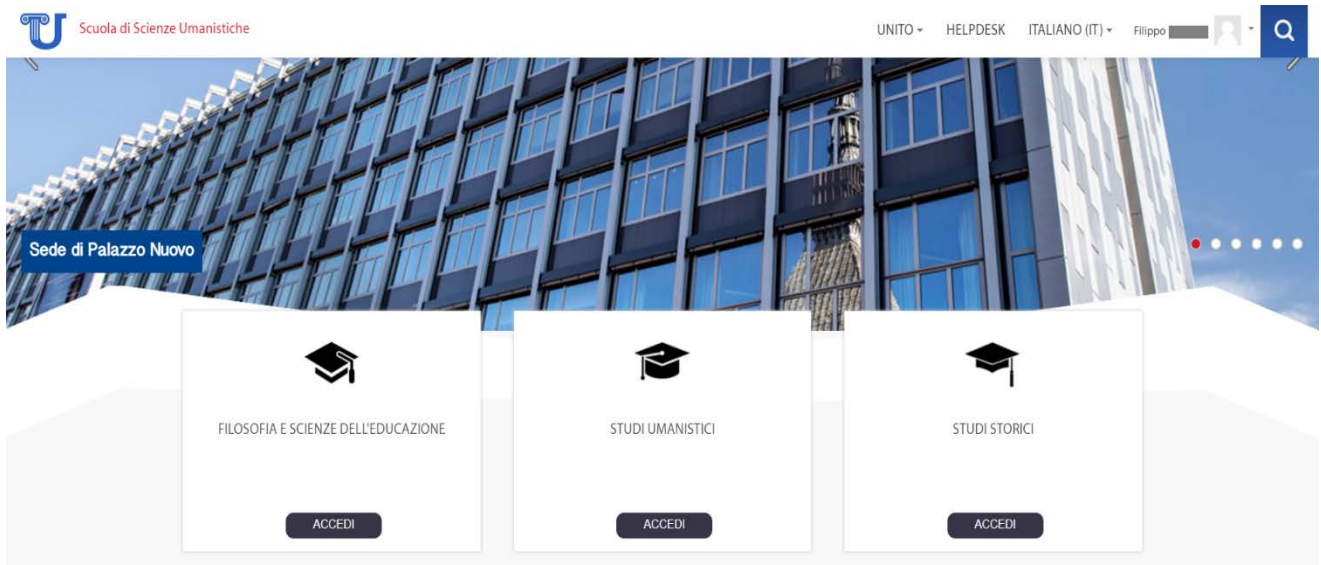 Scuola di Scienze Umanistiche
UNITO
HELPDESK
ITALIANO (IT)
Filippo
Sede di Palazzo Nuovo
FILOSOFIA E SCIENZE DELL'EDUCAZIONE
STUDI UMANISTICI
STUDI STORICI
ACCEDI
ACCEDI
ACCEDI